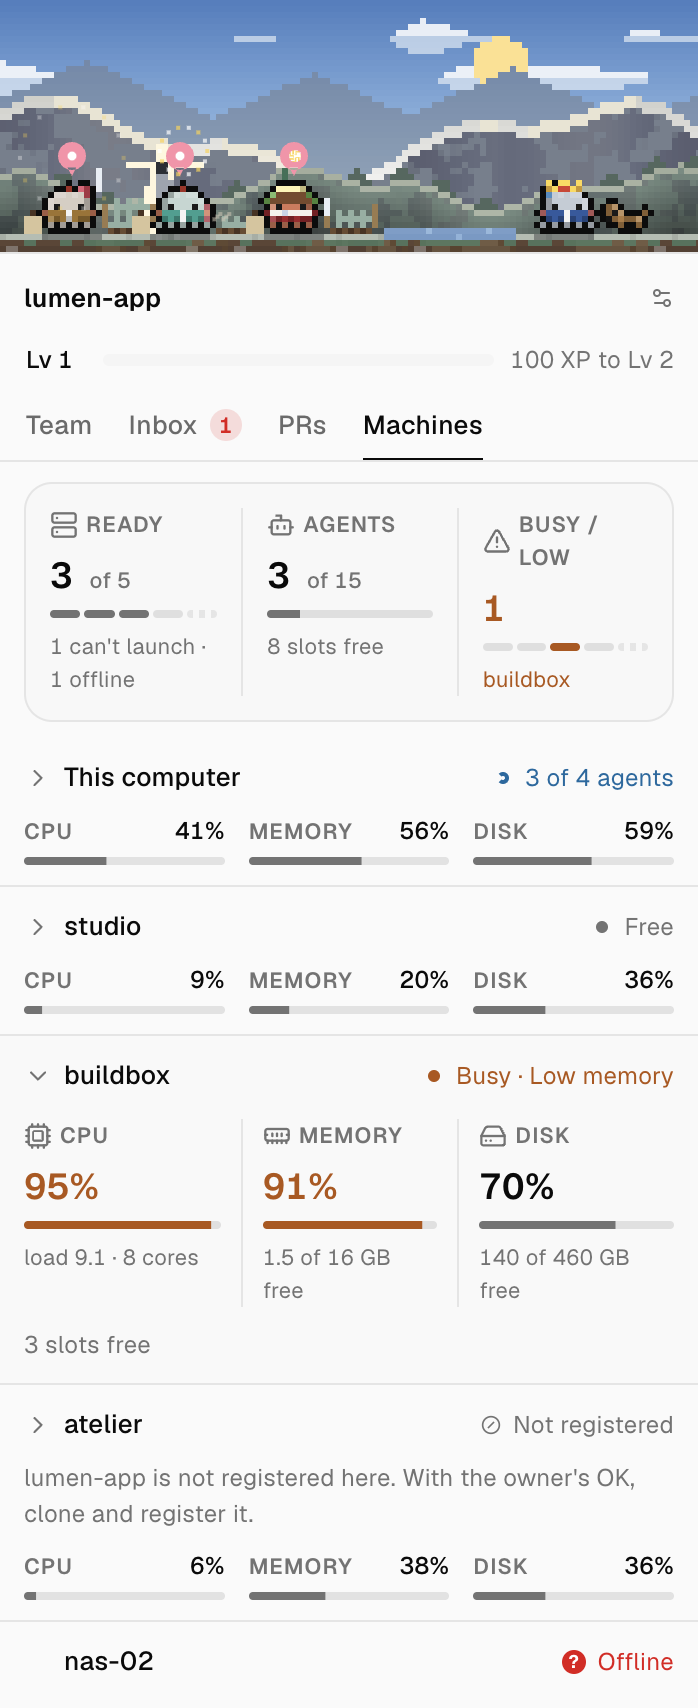 lumen-app
Lv 1
100 XP to Lv 2
Team
Inbox
1
PRs
Machines
READY
3 of 5
1 can't launch ·
1 offline
AGENTS
3 of 15
8 slots free
BUSY /
LOW
1
buildbox
This computer
3 of 4 agents
CPU 41%
MEMORY 56%
DISK 59%
studio
Free
CPU 9%
MEMORY 20%
DISK 36%
buildbox
Busy · Low memory
CPU
95%
load 9.1 · 8 cores
MEMORY
91%
1.5 of 16 GB
free
DISK
70%
140 of 460 GB
free
3 slots free
atelier
Not registered
lumen-app is not registered here. With the owner's OK,
clone and register it.
CPU 6%
MEMORY 38%
DISK 36%
nas-02
? Offline